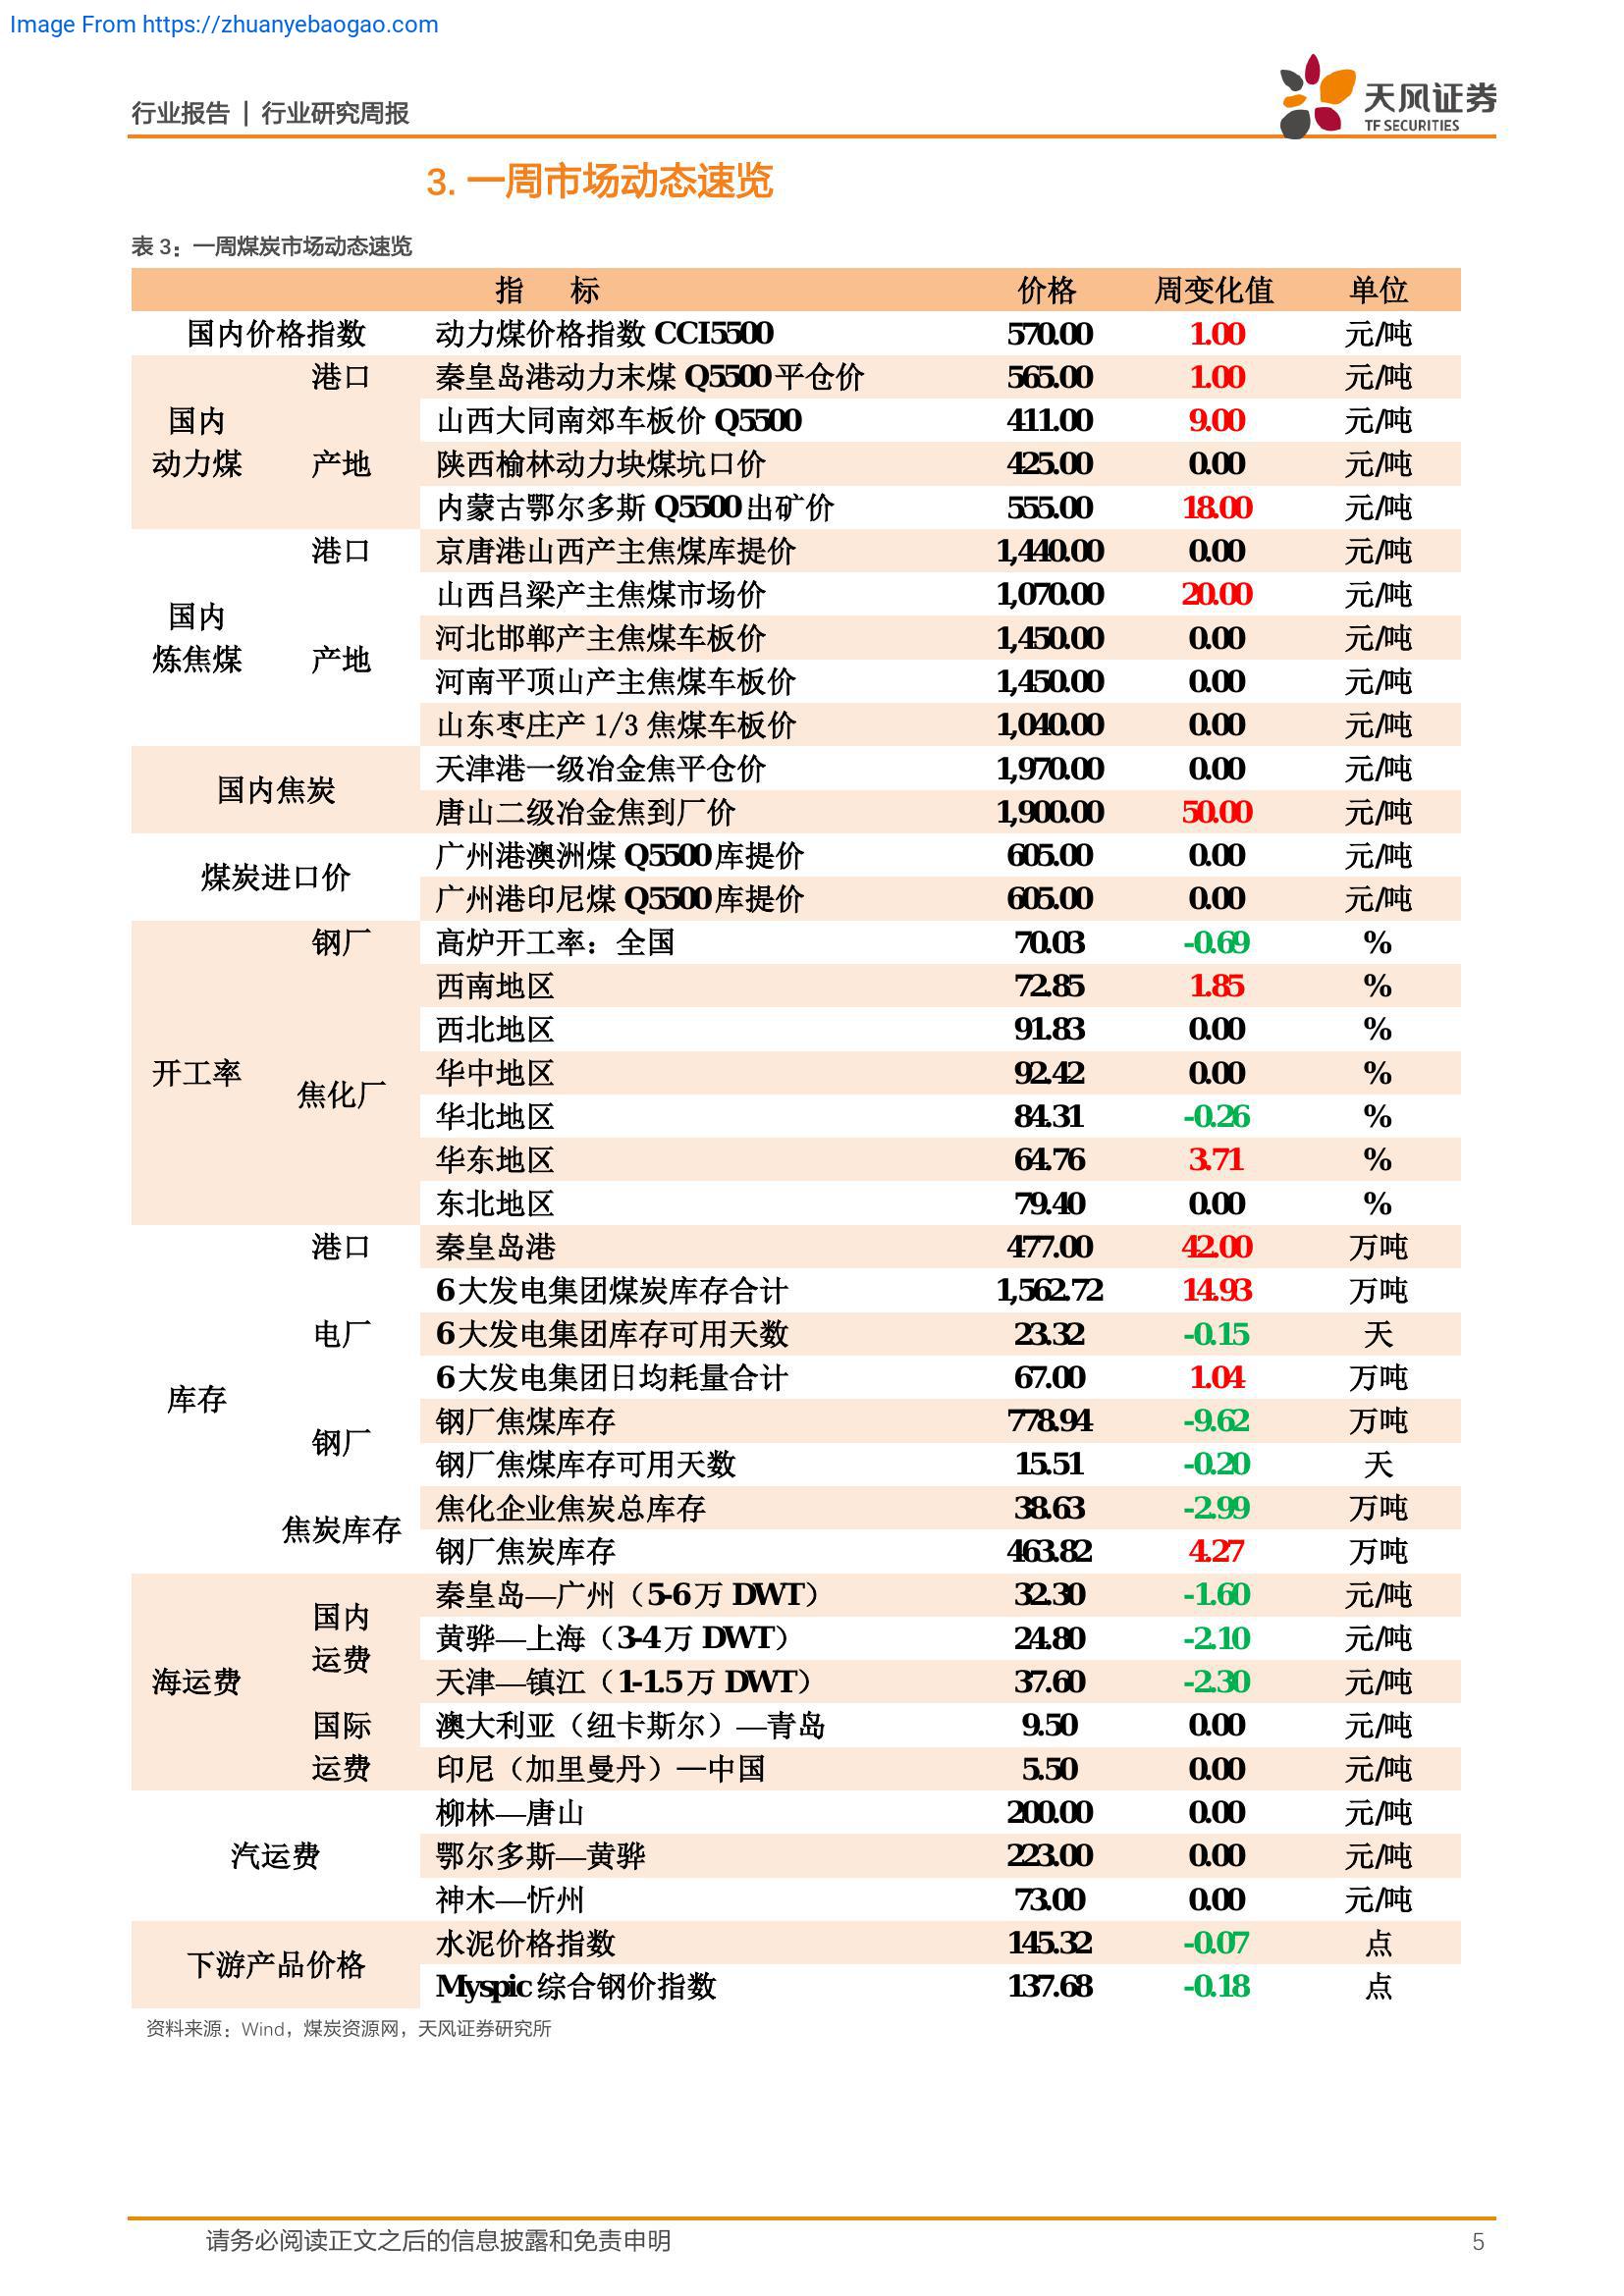 Image From https://zhuanyebaogao.com
行业报告 | 行业研究周报
天风证券
TF SECURITIES
3. 一周市场动态速览
表 3：一周煤炭市场动态速览
指 标 价格 周变化值 单位
国内价格指数 动力煤价格指数 CCI5500 570.00 1.00 元/吨
国内动力煤 港口 秦皇岛港动力末煤 Q5500 平仓价 565.00 1.00 元/吨
产地 山西大同南郊车板价 Q5500 411.00 9.00 元/吨
陕西榆林动力块煤坑口价 425.00 0.00 元/吨
内蒙古鄂尔多斯 Q5500 出矿价 555.00 18.00 元/吨
国内炼焦煤 港口 京唐港山西产主焦煤库提价 1,440.00 0.00 元/吨
产地 山西吕梁产主焦煤市场价 1,070.00 20.00 元/吨
河北邯郸产主焦煤车板价 1,450.00 0.00 元/吨
河南平顶山产主焦煤车板价 1,450.00 0.00 元/吨
山东枣庄产 1/3 焦煤车板价 1,040.00 0.00 元/吨
国内焦炭 天津港一级冶金焦平仓价 1,970.00 0.00 元/吨
唐山二级冶金焦到厂价 1,900.00 50.00 元/吨
煤炭进口价 广州港澳洲煤 Q5500 库提价 605.00 0.00 元/吨
广州港印尼煤 Q5500 库提价 605.00 0.00 元/吨
开工率 钢厂 高炉开工率：全国 70.03 -0.69 %
焦化厂 西南地区 72.85 1.85 %
西北地区 91.83 0.00 %
华中地区 92.42 0.00 %
华北地区 84.31 -0.26 %
华东地区 64.76 3.71 %
东北地区 79.40 0.00 %
库存 港口 秦皇岛港 477.00 42.00 万吨
电厂 6 大发电集团煤炭库存合计 1,562.72 14.93 万吨
6 大发电集团库存可用天数 23.32 -0.15 天
6 大发电集团日均耗量合计 67.00 1.04 万吨
钢厂 钢厂焦煤库存 778.94 -9.62 万吨
钢厂焦煤库存可用天数 15.51 -0.20 天
焦炭库存 焦化企业焦炭总库存 38.63 -2.99 万吨
钢厂焦炭库存 463.82 4.27 万吨
海运费 国内运费 秦皇岛—广州（5-6 万 DWT） 32.30 -1.60 元/吨
黄骅—上海（3-4 万 DWT） 24.80 -2.10 元/吨
天津—镇江（1-1.5 万 DWT） 37.60 -2.30 元/吨
国际运费 澳大利亚（纽卡斯尔）—青岛 9.50 0.00 元/吨
印尼（加里曼丹）—中国 5.50 0.00 元/吨
汽运费 柳林—唐山 200.00 0.00 元/吨
鄂尔多斯—黄骅 223.00 0.00 元/吨
神木—忻州 73.00 0.00 元/吨
下游产品价格 水泥价格指数 145.32 -0.07 点
Myspic 综合钢价指数 137.68 -0.18 点
资料来源：Wind，煤炭资源网，天风证券研究所
请务必阅读正文之后的信息披露和免责申明 5